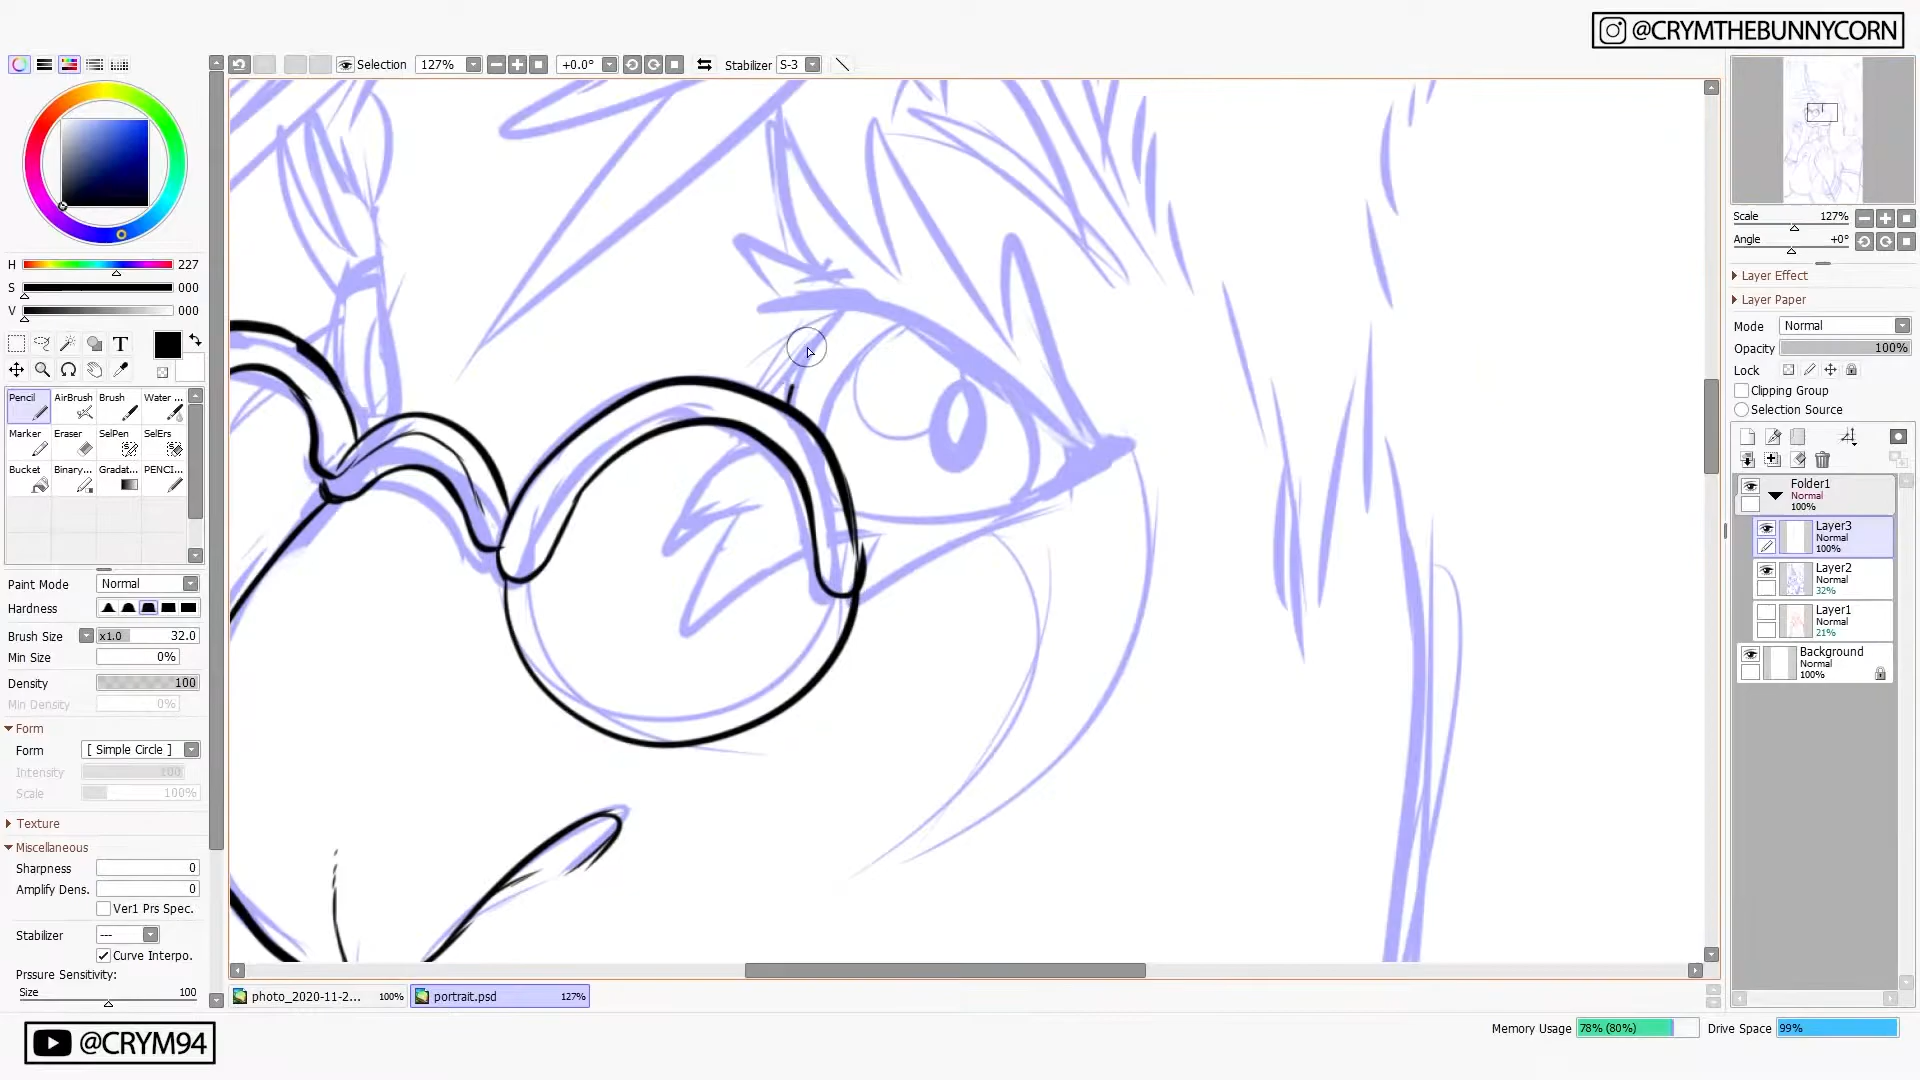 @CRYMTHEBUNNYCORN
Selection
127%
+0.0°
Stabilizer
S-3
H
227
S
000
V
000
T
Pencil
AirBrush
Brush
Water ...
Marker
Eraser
SelPen
SelErs
Bucket
Binary...
Gradat...
PENCI...
Paint Mode
Normal
Hardness
Brush Size
x1.0
32.0
Min Size
0%
Density
100
Min Density
0%
Form
Form
[ Simple Circle ]
Intensity
100
Scale
100%
Texture
Miscellaneous
Sharpness
0
Amplify Dens.
0
Ver1 Prs Spec.
Stabilizer
---
Curve Interpo.
Prssure Sensitivity:
Size
100
photo_2020-11-2...
100%
portrait.psd
127%
Scale
127%
Angle
+0°
Layer Effect
Layer Paper
Mode
Normal
Opacity
100%
Lock
Clipping Group
Selection Source
Folder1
Normal
100%
Layer3
Normal
100%
Layer2
Normal
32%
Layer1
Normal
21%
Background
Normal
100%
Memory Usage
78% (80%)
Drive Space
99%
@CRYM94